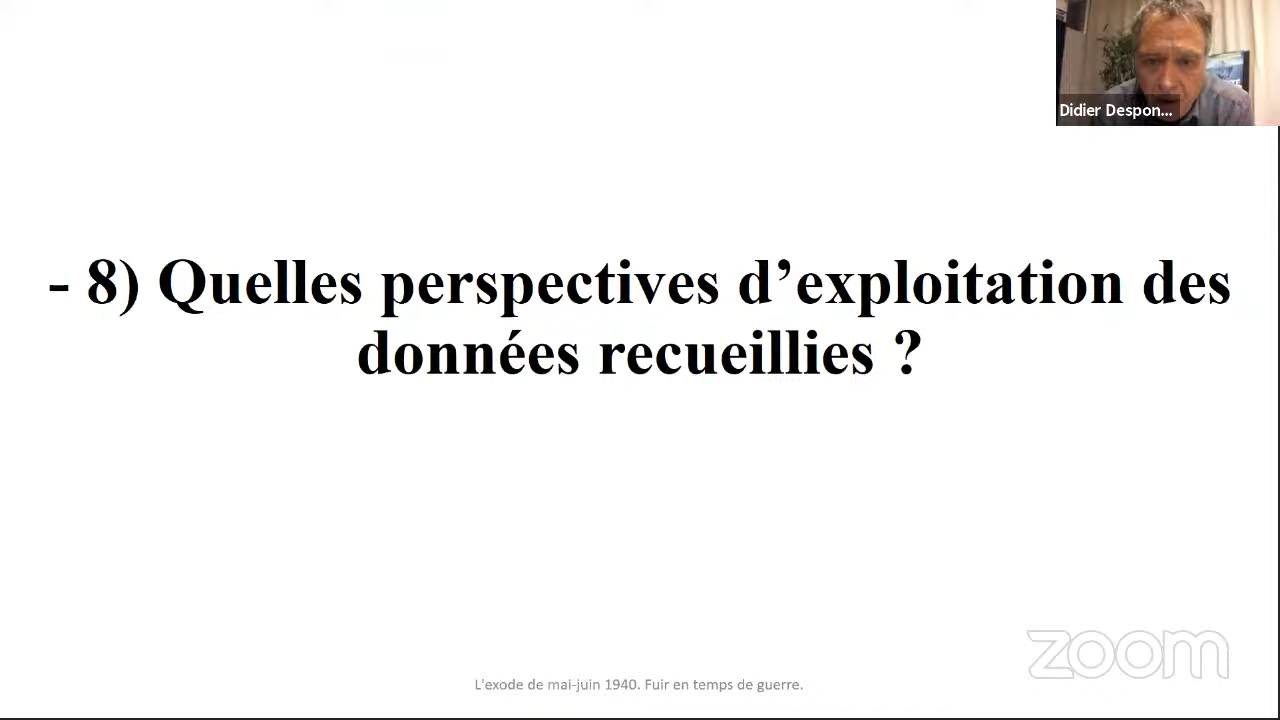 Didier Despon...
- 8) Quelles perspectives d’exploitation des
données recueillies ?
zoom
L'exode de mai-juin 1940. Fuir en temps de guerre.